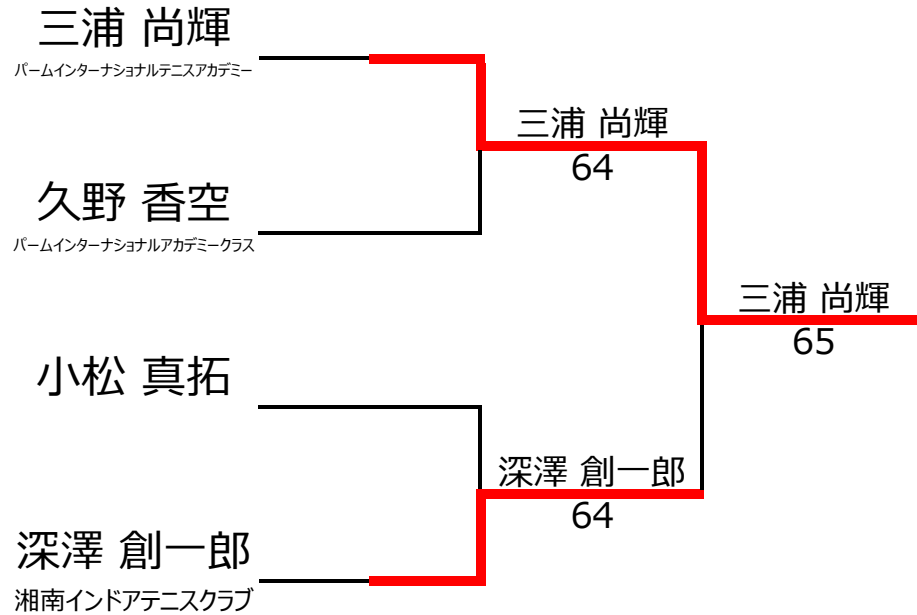 三浦 尚輝
パームインターナショナルテニスアカデミー
三浦 尚輝
64
久野 香空
パームインターナショナルアカデミークラス
三浦 尚輝
65
小松 真拓
深澤 創一郎
64
深澤 創一郎
湘南インドアテニスクラブ